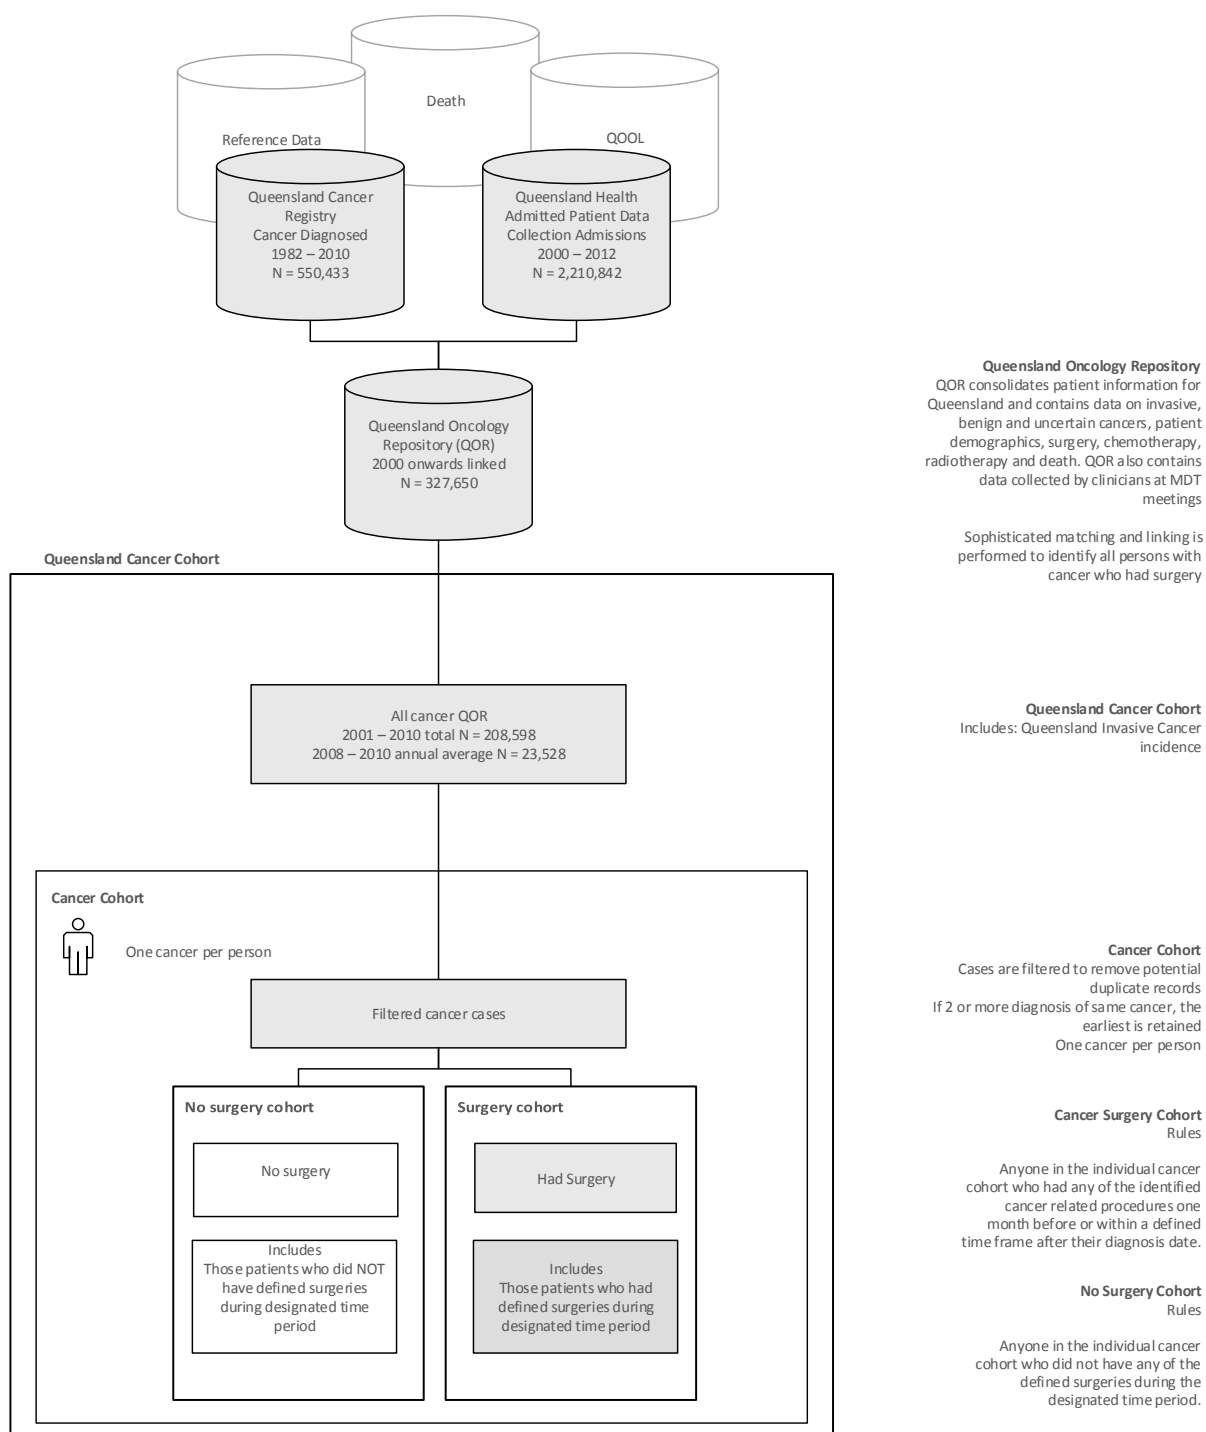 Death
Reference Data
QOOL
Queensland Cancer
Registry
Cancer Diagnosed
1982 – 2010
N = 550,433
Queensland Health
Admitted Patient Data
Collection Admissions
2000 – 2012
N = 2,210,842
Queensland Oncology
Repository (QOR)
2000 onwards linked
N = 327,650
Queensland Oncology Repository
QOR consolidates patient information for
Queensland and contains data on invasive,
benign and uncertain cancers, patient
demographics, surgery, chemotherapy,
radiotherapy and death. QOR also contains
data collected by clinicians at MDT
meetings
Sophisticated matching and linking is
performed to identify all persons with
cancer who had surgery
Queensland Cancer Cohort
All cancer QOR
2001 – 2010 total N = 208,598
2008 – 2010 annual average N = 23,528
Queensland Cancer Cohort
Includes: Queensland Invasive Cancer
incidence
Cancer Cohort
One cancer per person
Filtered cancer cases
Cancer Cohort
Cases are filtered to remove potential
duplicate records
If 2 or more diagnosis of same cancer, the
earliest is retained
One cancer per person
No surgery cohort
No surgery
Includes
Those patients who did NOT
have defined surgeries
during designated time
period
Surgery cohort
Had Surgery
Includes
Those patients who had
defined surgeries during
designated time period
Cancer Surgery Cohort
Rules
Anyone in the individual cancer
cohort who had any of the identified
cancer related procedures one
month before or within a defined
time frame after their diagnosis date.
No Surgery Cohort
Rules
Anyone in the individual cancer
cohort who did not have any of the
defined surgeries during the
designated time period.